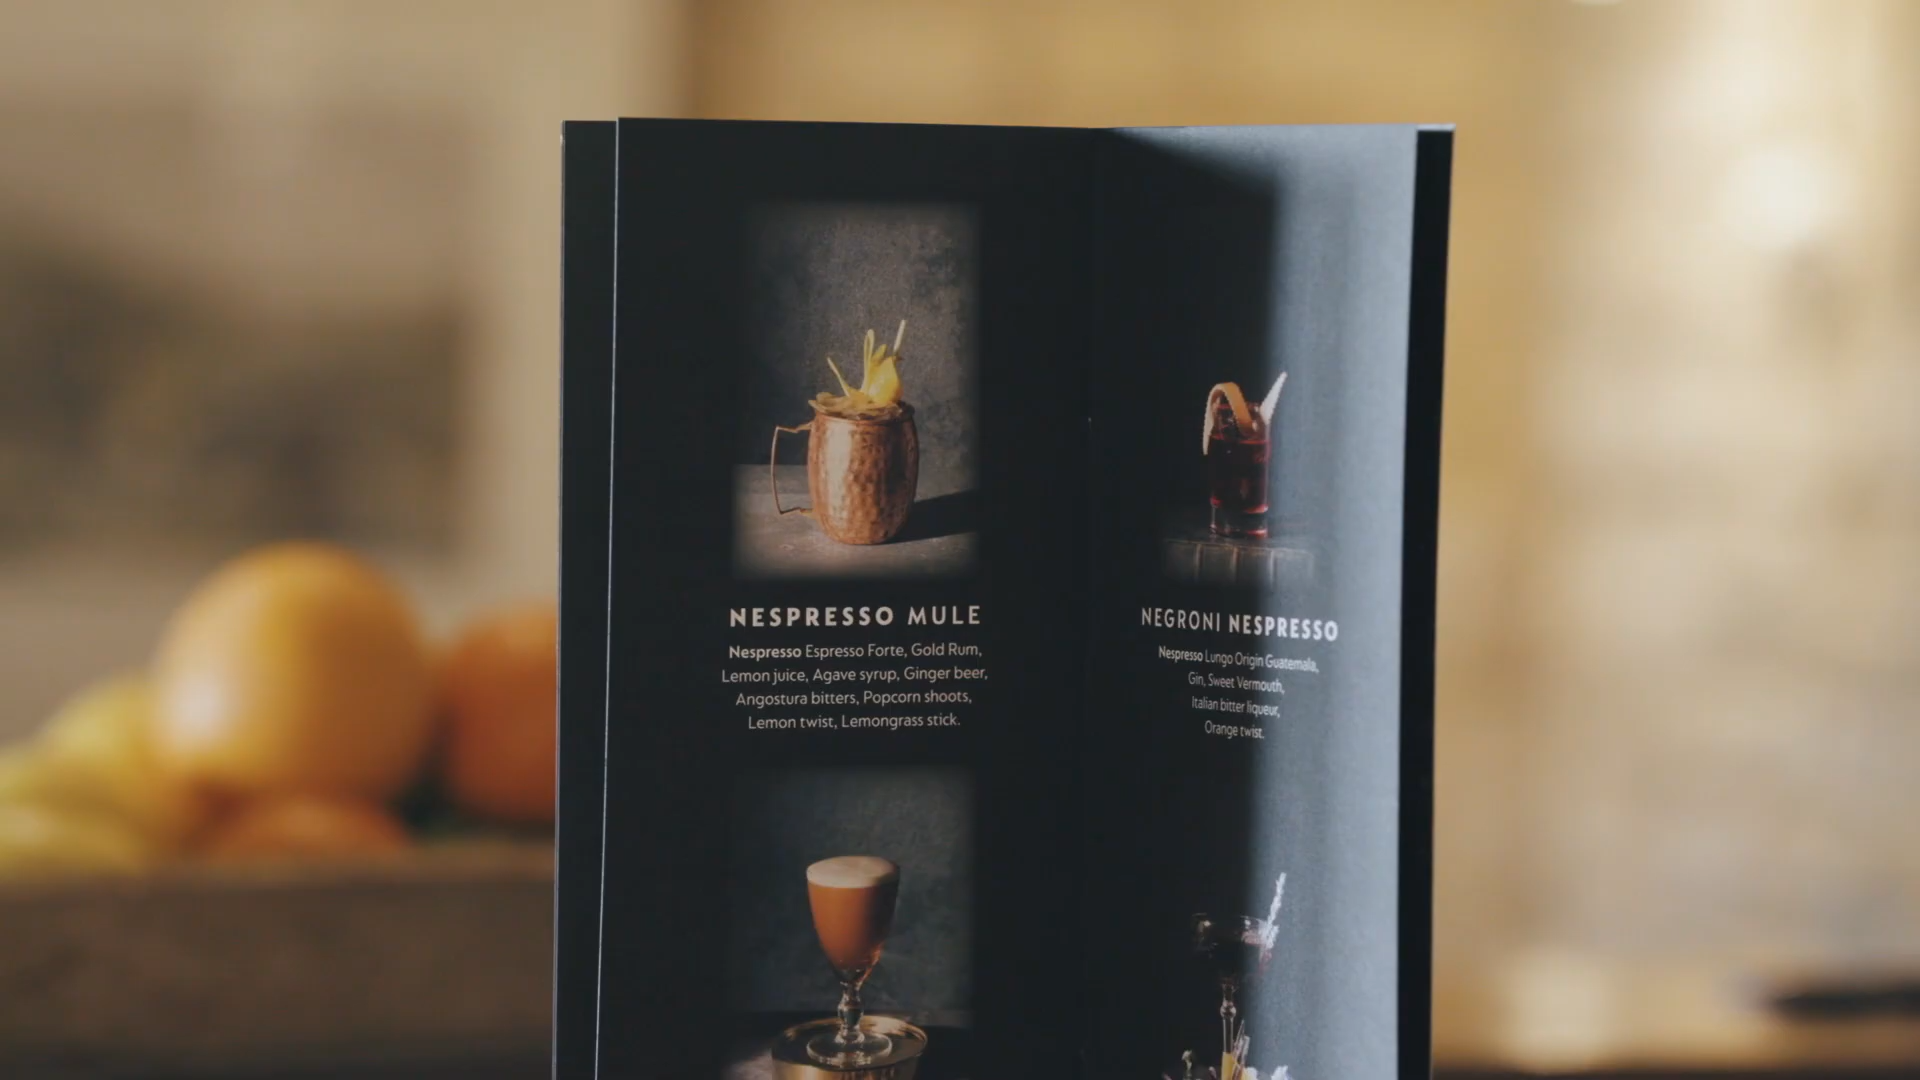 NESPRESSO MULE
Nespresso Espresso Forte, Gold Rum,
Lemon juice, Agave syrup, Ginger beer,
Angostura bitters, Popcorn shoots,
Lemon twist, Lemongrass stick.
NEGRONI NESPRESSO
Nespresso Lungo Origin Guatemala,
Gin, Sweet Vermouth,
Italian bitter liqueur,
Orange twist.